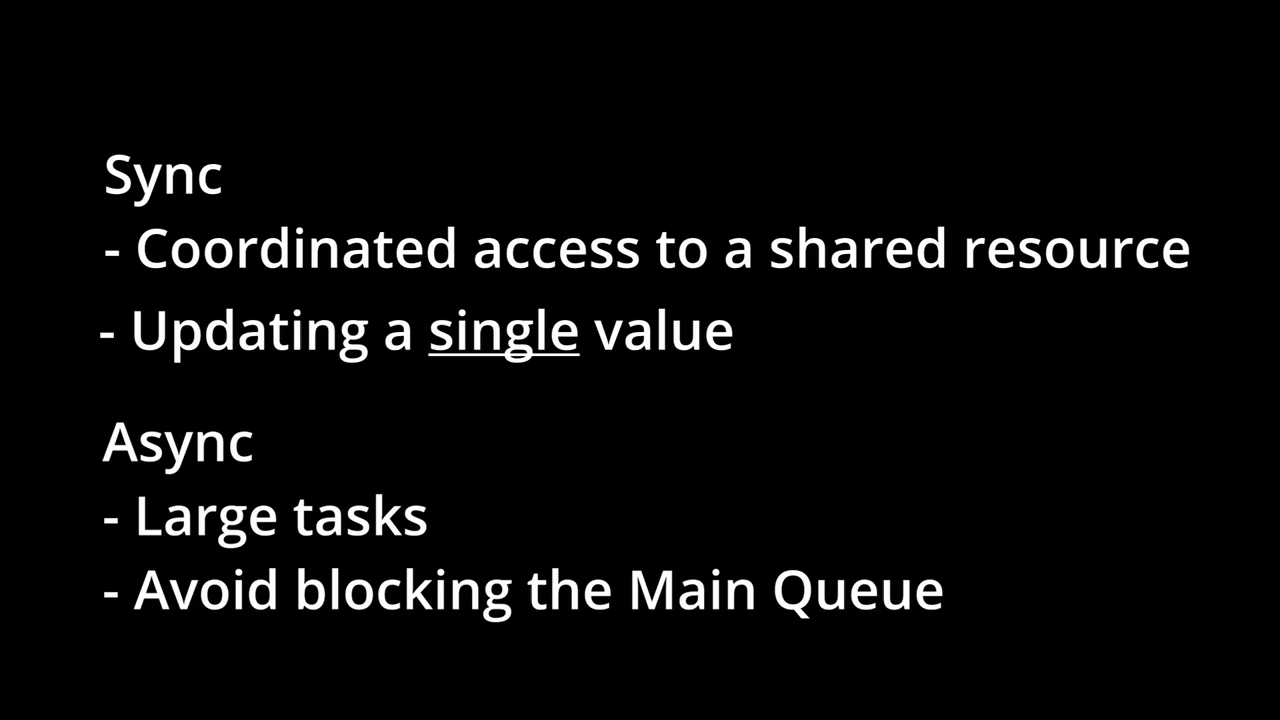 Sync
- Coordinated access to a shared resource
- Updating a single value
Async
- Large tasks
- Avoid blocking the Main Queue